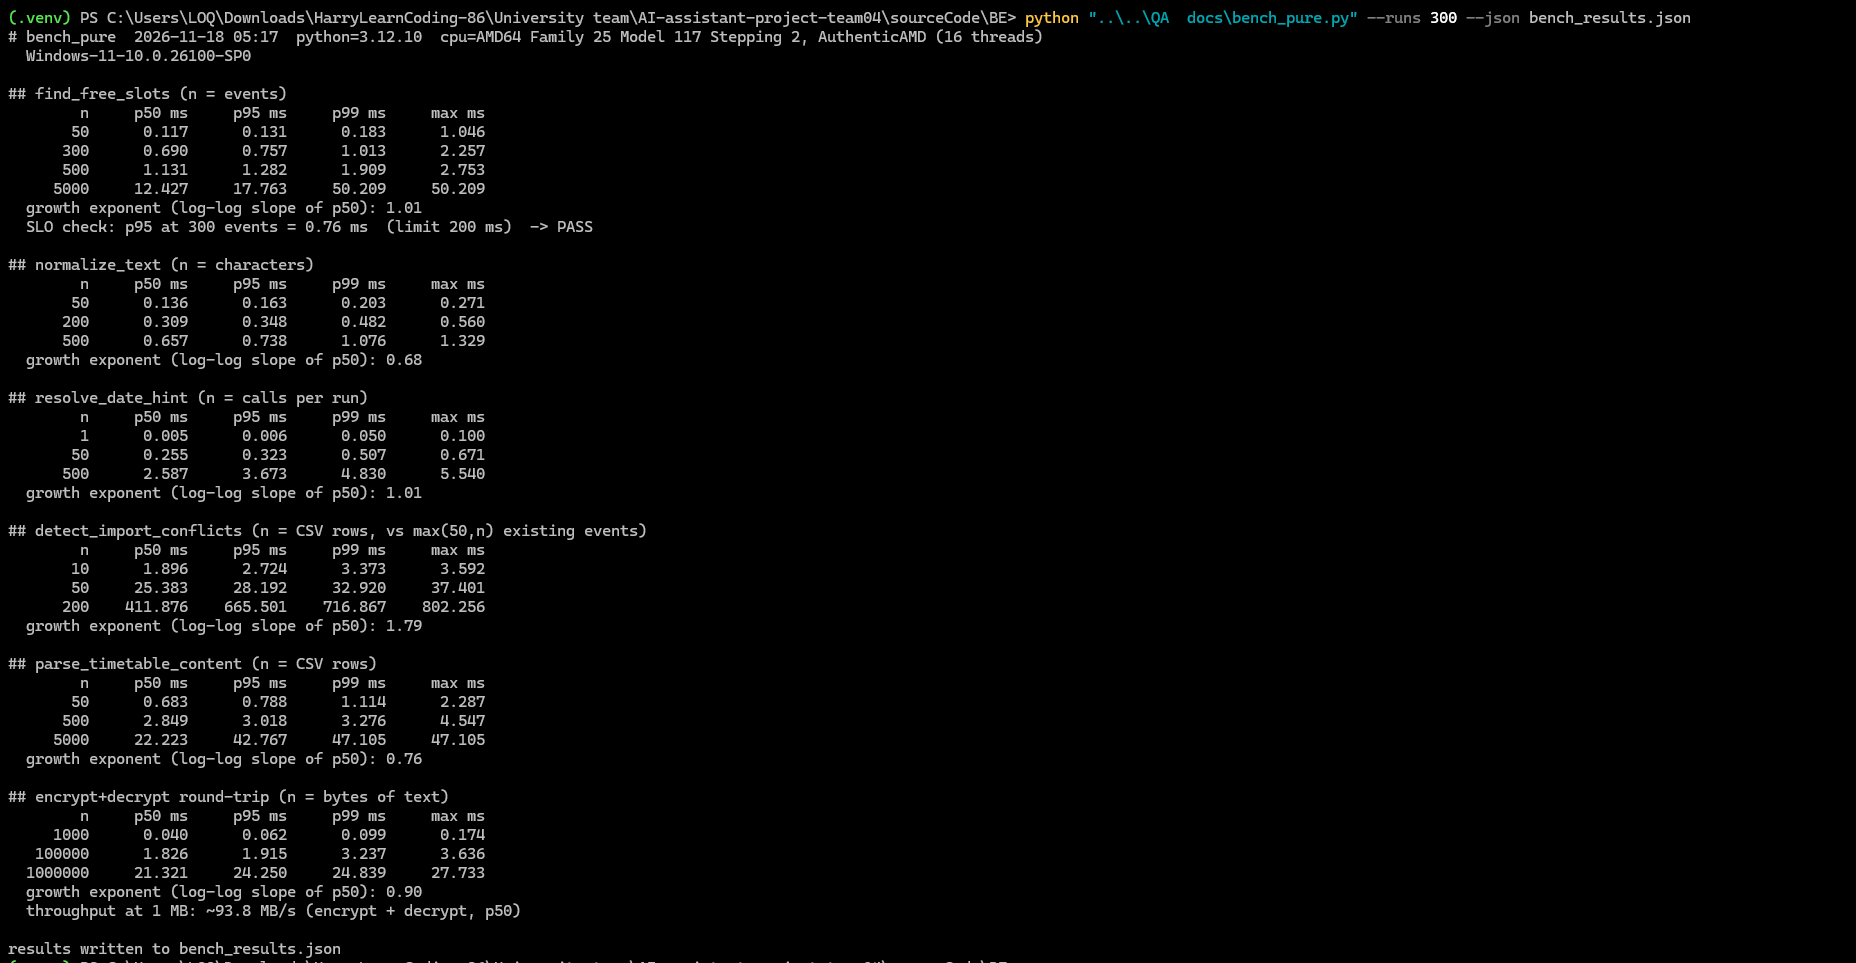 (.venv) PS C:\Users\LOQ\Downloads\HarryLearnCoding-86\University team\AI-assistant-project-team04\sourceCode\BE> python "..\..\QA  docs\bench_pure.py" --runs 300 --json bench_results.json
# bench_pure  2026-11-18 05:17  python=3.12.10  cpu=AMD64 Family 25 Model 117 Stepping 2, AuthenticAMD (16 threads)
  Windows-11-10.0.26100-SP0

## find_free_slots (n = events)
        n     p50 ms     p95 ms     p99 ms     max ms
       50      0.117      0.131      0.183      1.046
      300      0.690      0.757      1.013      2.257
      500      1.131      1.282      1.909      2.753
     5000     12.427     17.763     50.209     50.209
  growth exponent (log-log slope of p50): 1.01
  SLO check: p95 at 300 events = 0.76 ms  (limit 200 ms)  -> PASS

## normalize_text (n = characters)
        n     p50 ms     p95 ms     p99 ms     max ms
       50      0.136      0.163      0.203      0.271
      200      0.309      0.348      0.482      0.560
      500      0.657      0.738      1.076      1.329
  growth exponent (log-log slope of p50): 0.68

## resolve_date_hint (n = calls per run)
        n     p50 ms     p95 ms     p99 ms     max ms
        1      0.005      0.006      0.050      0.100
       50      0.255      0.323      0.507      0.671
      500      2.587      3.673      4.830      5.540
  growth exponent (log-log slope of p50): 1.01

## detect_import_conflicts (n = CSV rows, vs max(50,n) existing events)
        n     p50 ms     p95 ms     p99 ms     max ms
       10      1.896      2.724      3.373      3.592
       50     25.383     28.192     32.920     37.401
      200    411.876    665.501    716.867    802.256
  growth exponent (log-log slope of p50): 1.79

## parse_timetable_content (n = CSV rows)
        n     p50 ms     p95 ms     p99 ms     max ms
       50      0.683      0.788      1.114      2.287
      500      2.849      3.018      3.276      4.547
     5000     22.223     42.767     47.105     47.105
  growth exponent (log-log slope of p50): 0.76

## encrypt+decrypt round-trip (n = bytes of text)
        n     p50 ms     p95 ms     p99 ms     max ms
     1000      0.040      0.062      0.099      0.174
   100000      1.826      1.915      3.237      3.636
  1000000     21.321     24.250     24.839     27.733
  growth exponent (log-log slope of p50): 0.90
  throughput at 1 MB: ~93.8 MB/s (encrypt + decrypt, p50)

results written to bench_results.json